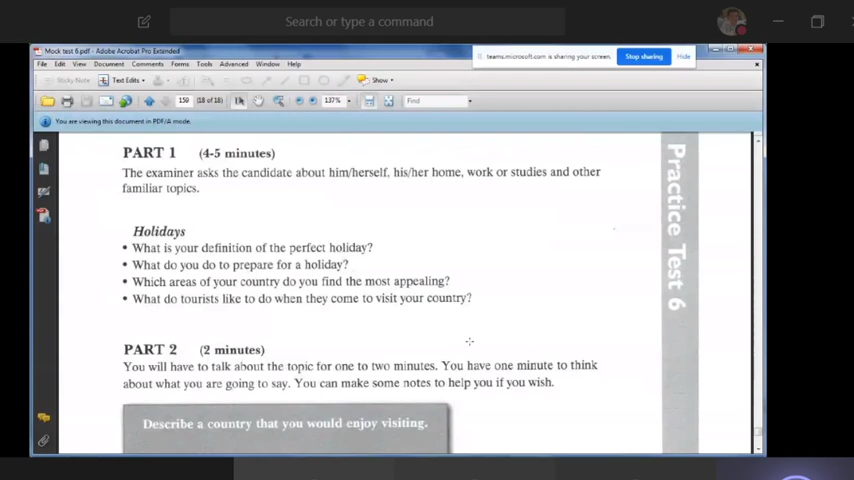 Search or type a command
Mock test 6.pdf - Adobe Acrobat Pro Extended
teams.microsoft.com is sharing your screen. Stop sharing Hide
File Edit View Document Comments Forms Tools Advanced Window Help
Sticky Note Text Edits Show
159 (18 of 18) 137% Find
You are viewing this document in PDF/A mode.
PART 1 (4-5 minutes)
The examiner asks the candidate about him/herself, his/her home, work or studies and other
familiar topics.
Holidays
• What is your definition of the perfect holiday?
• What do you do to prepare for a holiday?
• Which areas of your country do you find the most appealing?
• What do tourists like to do when they come to visit your country?
PART 2 (2 minutes)
You will have to talk about the topic for one to two minutes. You have one minute to think
about what you are going to say. You can make some notes to help you if you wish.
Describe a country that you would enjoy visiting.
Practice Test 6